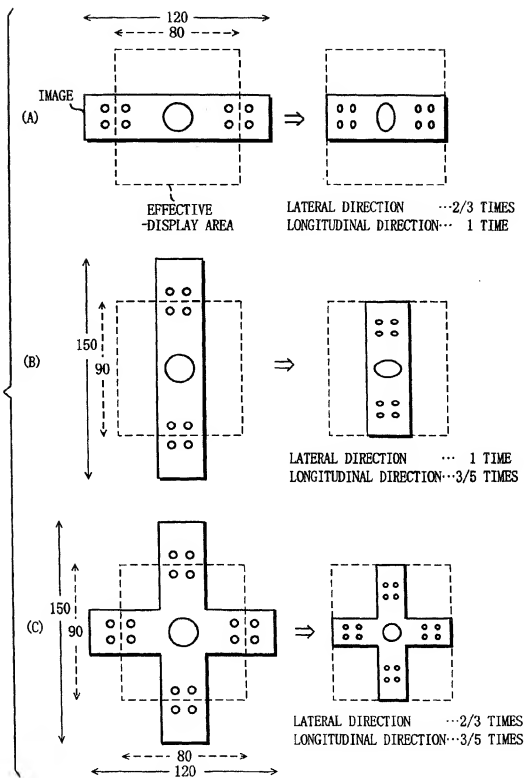 120
80
IMAGE
(A)
⇒
EFFECTIVE
-DISPLAY AREA
LATERAL DIRECTION ···2/3 TIMES
LONGITUDINAL DIRECTION··· 1 TIME
150
90
(B)
⇒
LATERAL DIRECTION ··· 1 TIME
LONGITUDINAL DIRECTION···3/5 TIMES
150
90
(C)
⇒
80
120
LATERAL DIRECTION ···2/3 TIMES
LONGITUDINAL DIRECTION···3/5 TIMES